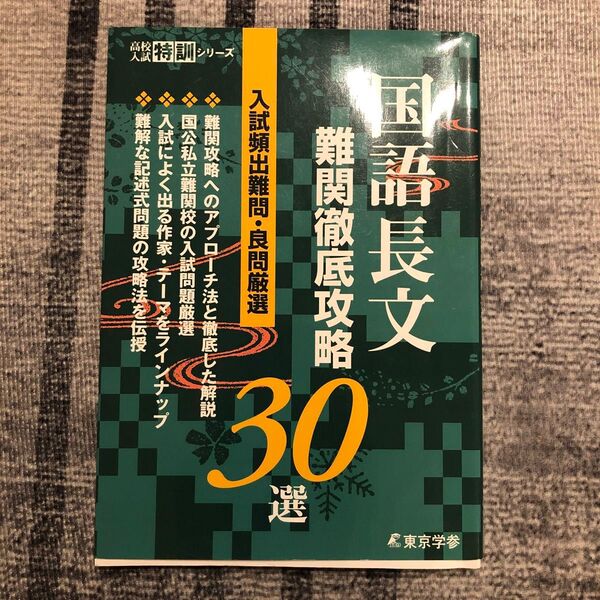 高校入試特訓シリーズ
国語長文
難関徹底攻略
30
選
入試頻出難問・良問厳選
❖難関攻略へのアプローチ法と徹底した解説
❖国公私立難関校の入試問題厳選
❖入試によく出る作家・テーマをラインナップ
❖難解な記述式問題の攻略法を伝授
東京学参